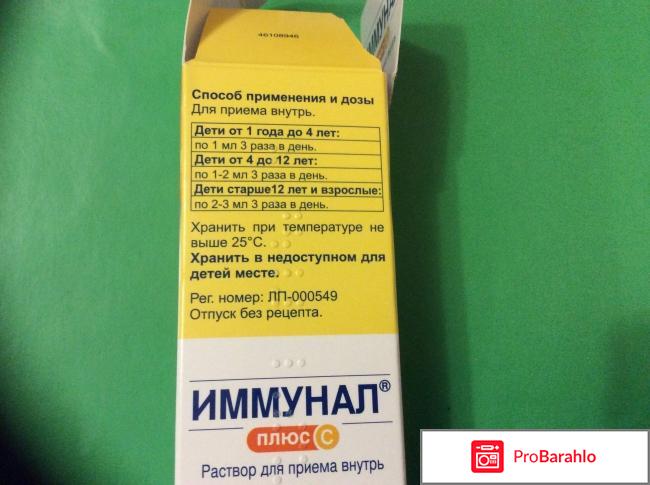 46108946
ИММУНАЛ
Способ применения и дозы
Для приема внутрь.
Дети от 1 года до 4 лет:
по 1 мл 3 раза в день.
Дети от 4 до 12 лет:
по 1-2 мл 3 раза в день.
Дети старше12 лет и взрослые:
по 2-3 мл 3 раза в день.
Хранить при температуре не
выше 25°С.
Хранить в недоступном для
детей месте.
Рег. номер: ЛП-000549
Отпуск без рецепта.
ИММУНАЛ®
ПЛЮС С
Раствор для приема внутрь
ProBarahlo